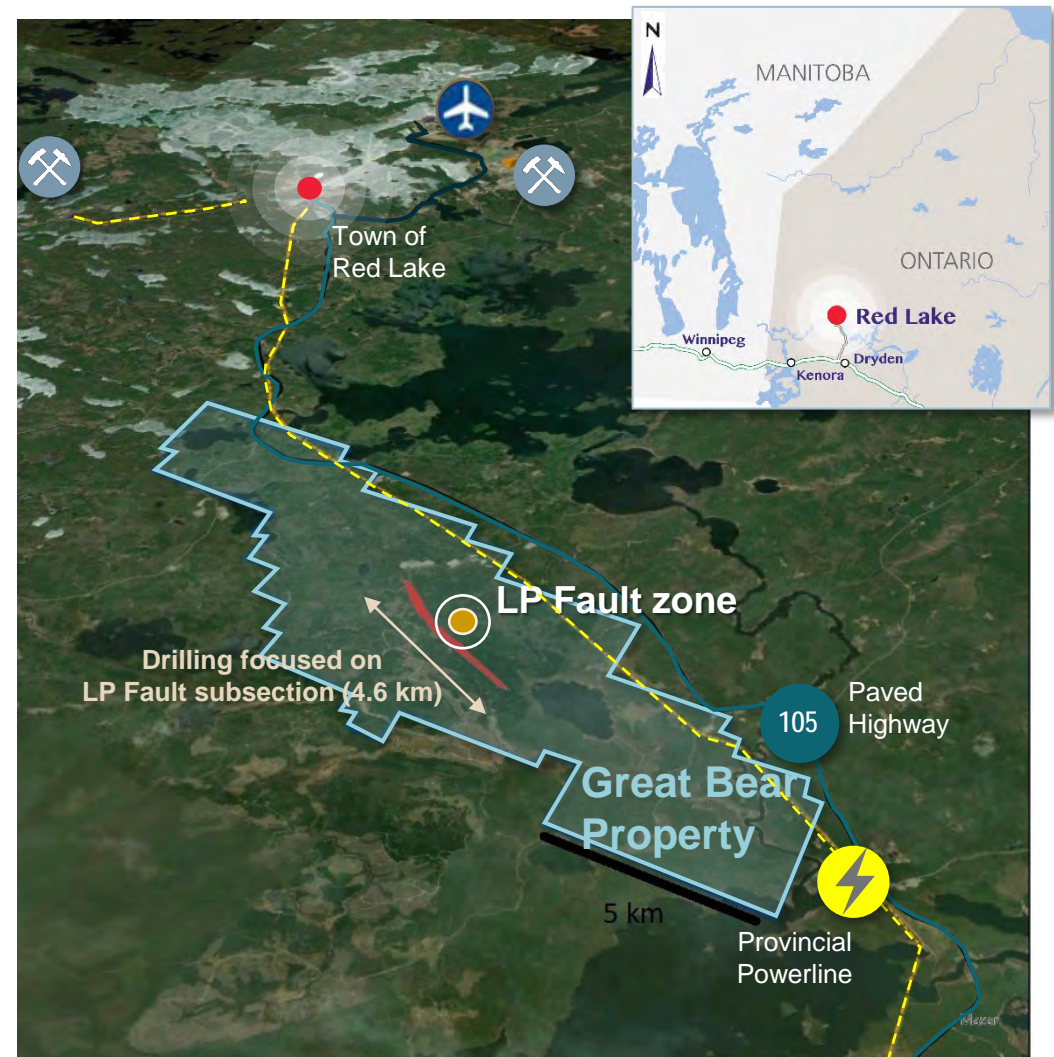 N
MANITOBA
ONTARIO
Red Lake
Winnipeg
Kenora
Dryden
Town of
Red Lake
LP Fault zone
Drilling focused on
LP Fault subsection (4.6 km)
105
Paved
Highway
Great Bear
Property
5 km
Provincial
Powerline
Maxar